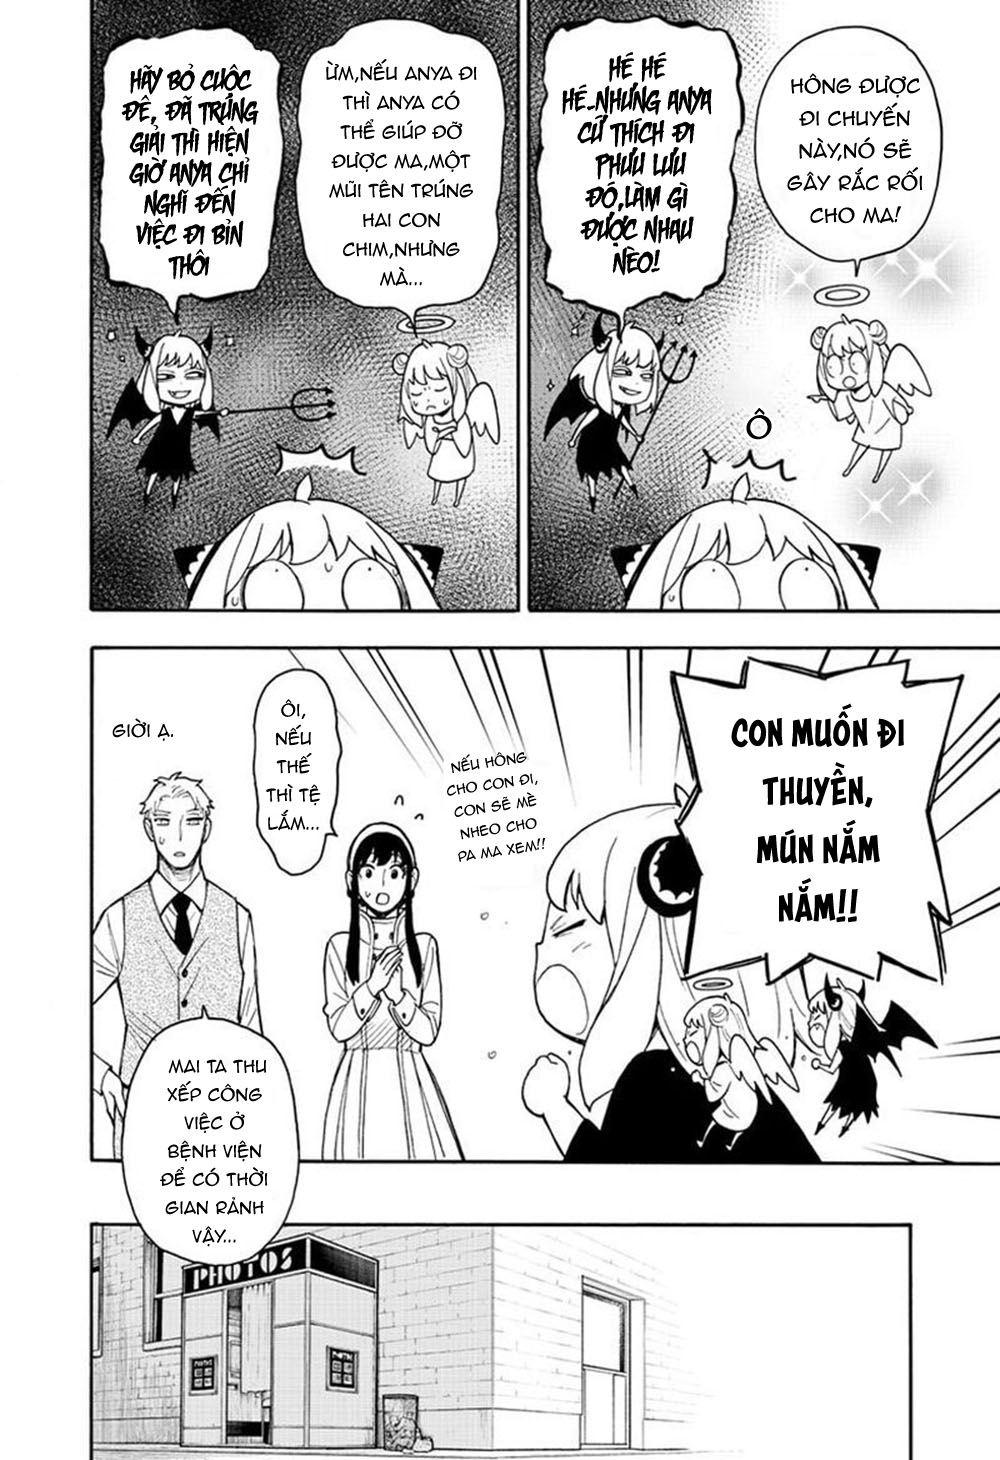 HÔNG ĐƯỢC
ĐI CHUYẾN
NÀY,NÓ SẼ
GÂY RẮC RỐI
CHO MA!
HÉ HÉ
HÉ..NHƯNG ANYA
CỨ THÍCH ĐI
PHƯU LƯU
ĐÓ,LÀM GÌ
ĐƯỢC NHAU
NÈO!
Ô
ỪM,NẾU ANYA ĐI
THÌ ANYA CÓ
THỂ GIÚP ĐỠ
ĐƯỢC MA,MỘT
MŨI TÊN TRÚNG
HAI CON
CHIM,NHƯNG
MÀ...
HÃY BỎ CUỘC
ĐÊ, ĐÃ TRÚNG
GIẢI THÌ HIỆN
GIỜ ANYA CHỈ
NGHĨ ĐẾN
VIỆC ĐI BỈN
THÔI
CON MUỐN ĐI
THUYỀN,
MÚN NẮM
NẮM!!
NẾU HÔNG
CHO CON ĐI,
CON SẼ MÈ
NHEO CHO
PA MA XEM!!
ÔI,
NẾU
THẾ
THÌ TỆ
LẮM...
GIỜI Ạ.
MAI TA THU
XẾP CÔNG
VIỆC Ở
BỆNH VIỆN
ĐỂ CÓ THỜI
GIAN RẢNH
VẬY...
PHOTOS